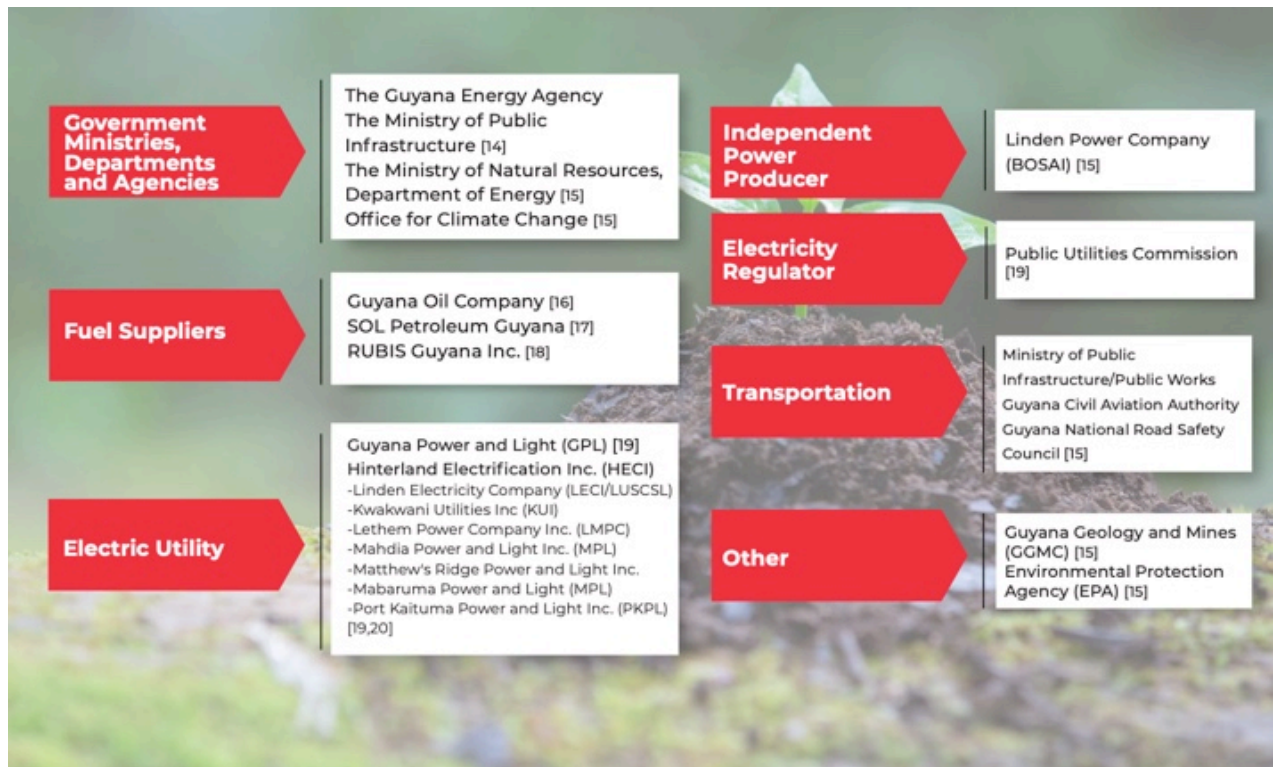 Government
Ministries,
Departments
and Agencies
The Guyana Energy Agency
The Ministry of Public
Infrastructure [14]
The Ministry of Natural Resources,
Department of Energy [15]
Office for Climate Change [15]
Fuel Suppliers
Guyana Oil Company [16]
SOL Petroleum Guyana [17]
RUBIS Guyana Inc. [18]
Electric Utility
Guyana Power and Light (GPL) [19]
Hinterland Electrification Inc. (HECI)
-Linden Electricity Company (LECI/LUSCSL)
-Kwakwani Utilities Inc (KUI)
-Lethem Power Company Inc. (LMPC)
-Mahdia Power and Light Inc. (MPL)
-Matthew's Ridge Power and Light Inc.
-Mabaruma Power and Light (MPL)
-Port Kaituma Power and Light Inc. (PKPL)
[19,20]
Independent
Power
Producer
Linden Power Company
(BOSAI) [15]
Electricity
Regulator
Public Utilities Commission
[19]
Transportation
Ministry of Public
Infrastructure/Public Works
Guyana Civil Aviation Authority
Guyana National Road Safety
Council [15]
Other
Guyana Geology and Mines
(GGMC) [15]
Environmental Protection
Agency (EPA) [15]